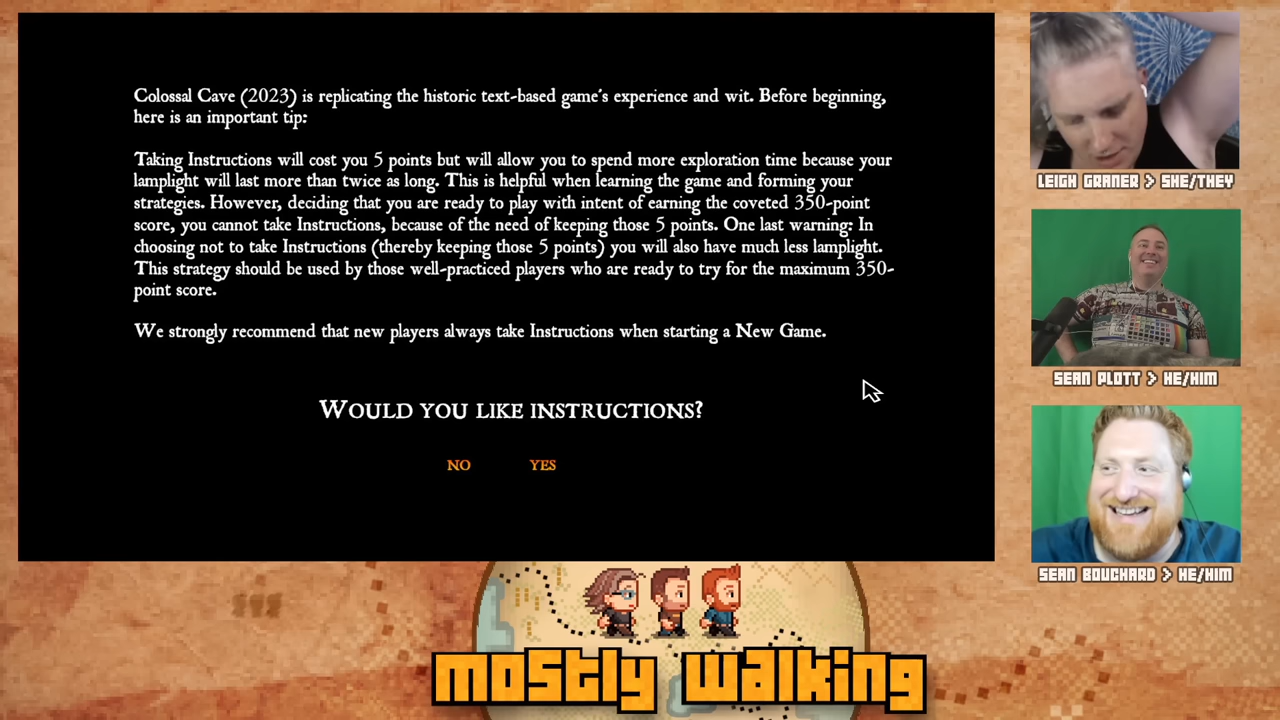 Colossal Cave (2023) is replicating the historic text-based game's experience and wit. Before beginning,
here is an important tip:
Taking Instructions will cost you 5 points but will allow you to spend more exploration time because your
lamplight will last more than twice as long. This is helpful when learning the game and forming your
strategies. However, deciding that you are ready to play with intent of earning the coveted 350-point
score, you cannot take Instructions, because of the need of keeping those 5 points. One last warning: In
choosing not to take Instructions (thereby keeping those 5 points) you will also have much less lamplight.
This strategy should be used by those well-practiced players who are ready to try for the maximum 350-
point score.
We strongly recommend that new players always take Instructions when starting a New Game.
WOULD YOU LIKE INSTRUCTIONS?
NO YES
LEIGH GRANER > SHE/THEY
SEAN PLOTT > HE/HIM
SEAN BOUCHARD > HE/HIM
mostly walking